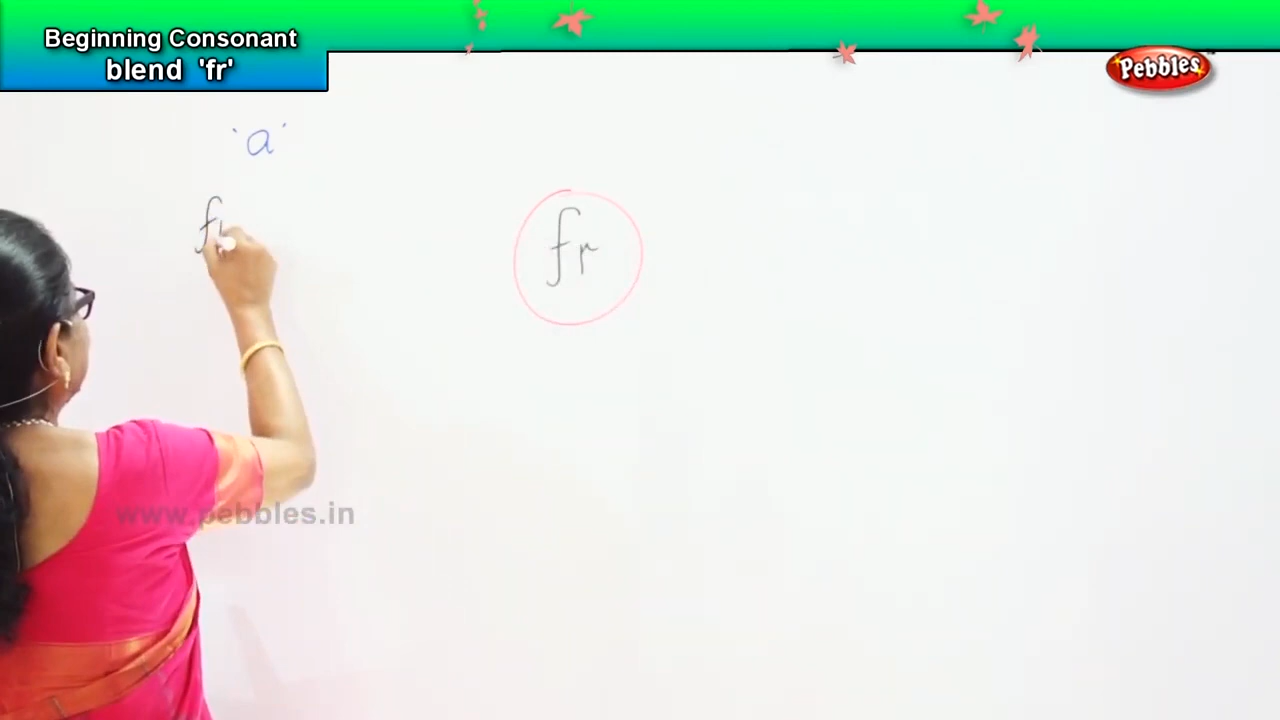 Beginning Consonant
blend 'fr'
Pebbles
'a'
fr
www.pebbles.in